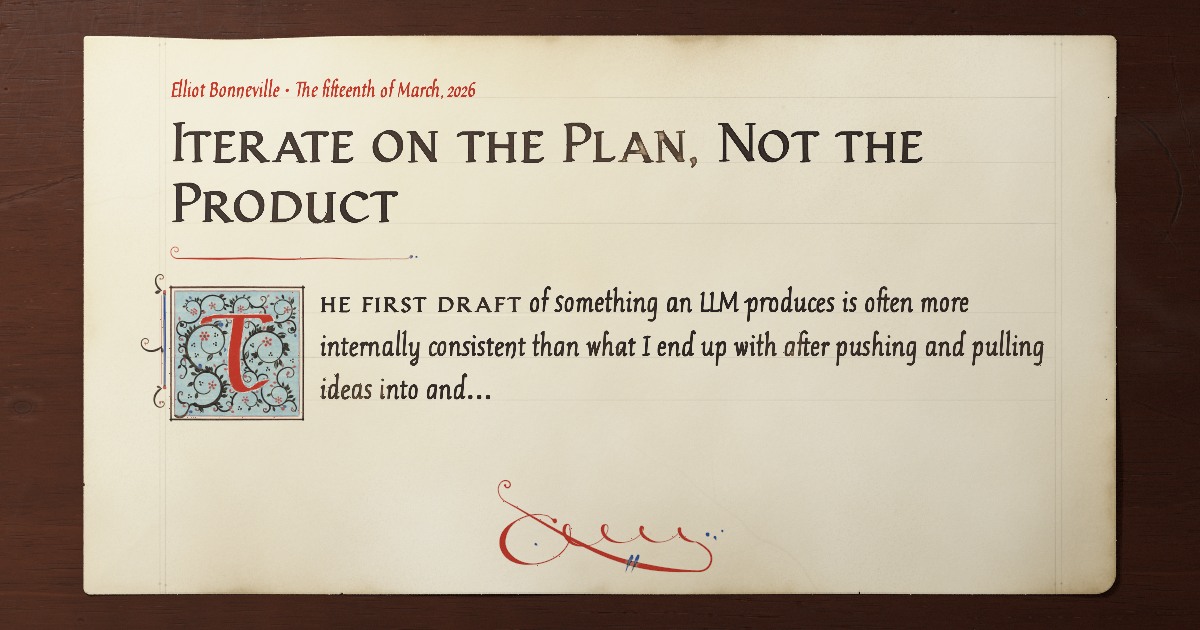 Elliot Bonneville · The fifteenth of March, 2026
Iterate on the Plan, Not the
Product
The first draft of something an LLM produces is often more
internally consistent than what I end up with after pushing and pulling
ideas into and...